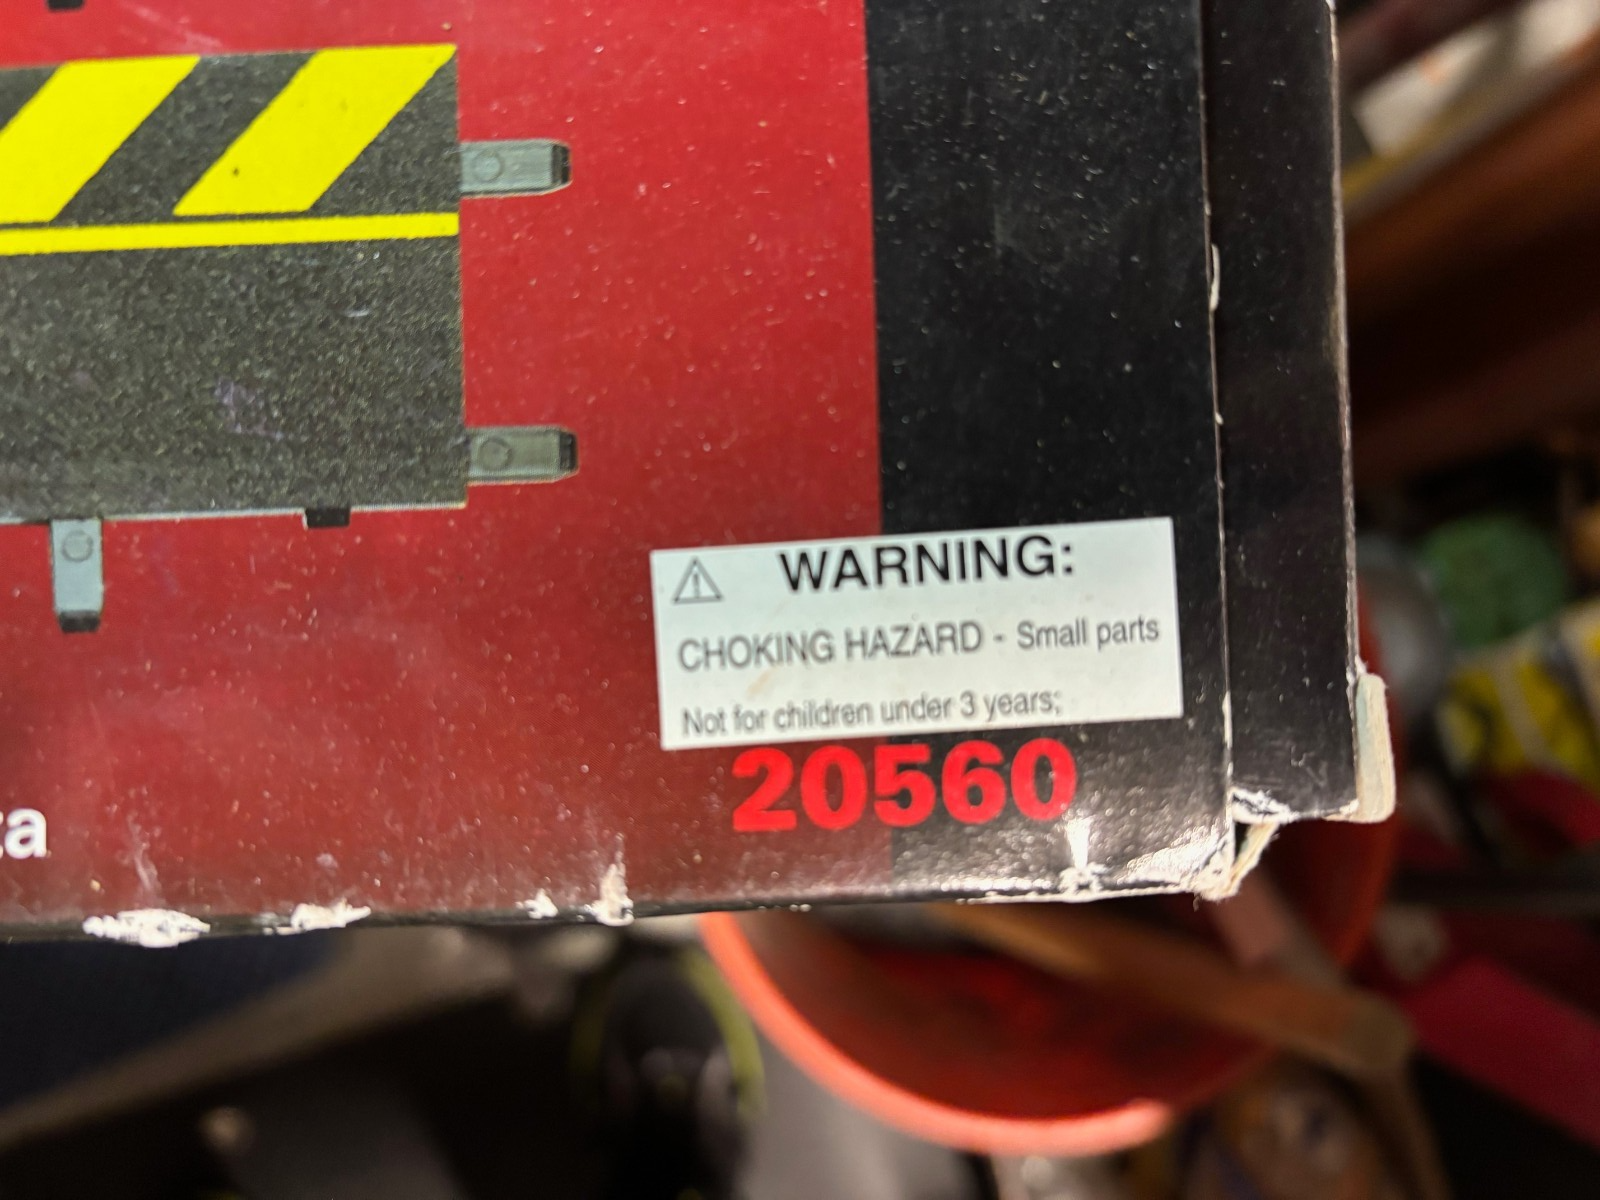 WARNING:
CHOKING HAZARD - Small parts
Not for children under 3 years;
20560